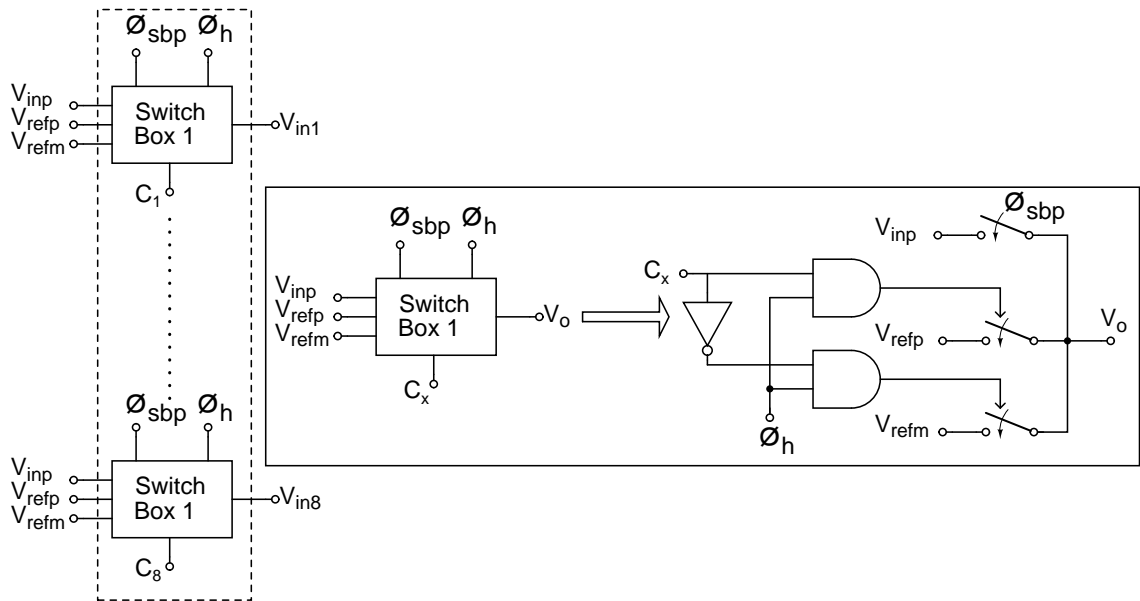 Øsbp Øh
Vinp
Vrefp
Vrefm
Switch
Box 1
Vin1
C1
Øsbp Øh
Vinp
Vrefp
Vrefm
Switch
Box 1
Vo
Cx
Cx
Øh
Øsbp
Vinp
Vrefp
Vrefm
Vo
Øsbp Øh
Vinp
Vrefp
Vrefm
Switch
Box 1
Vin8
C8